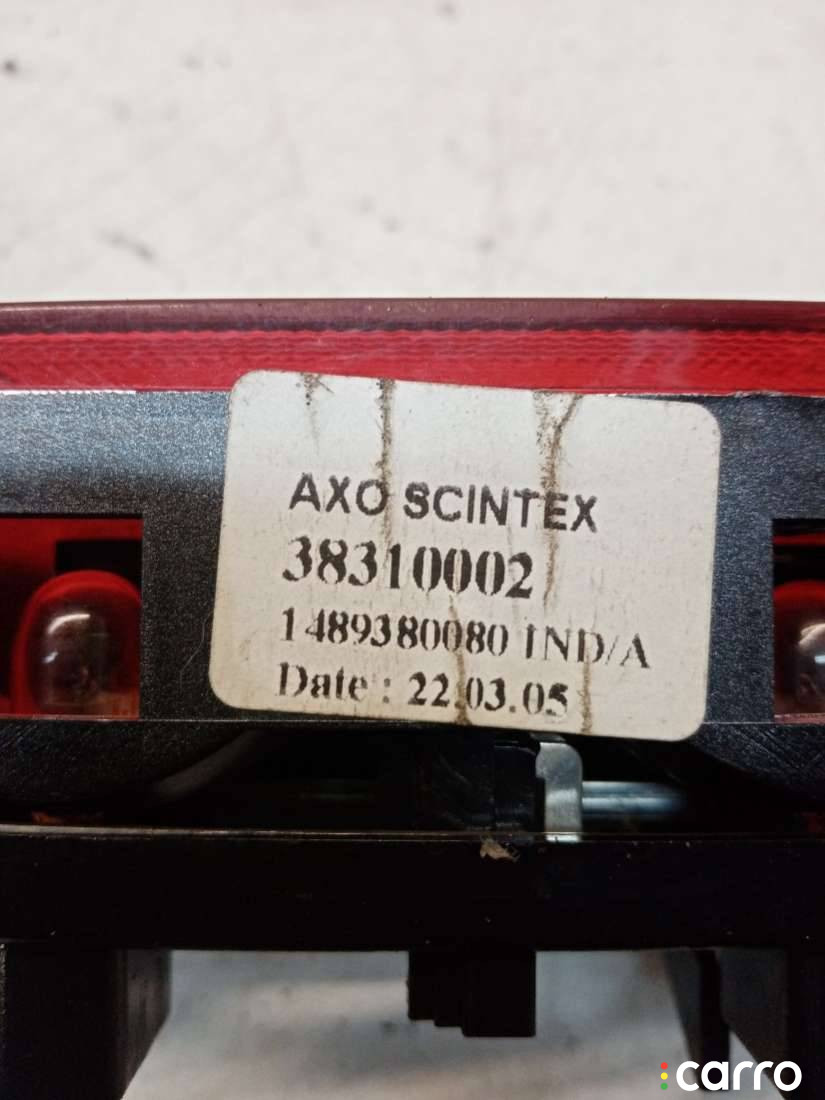 AXO SCINTEX
38310002
1489380080 IND/A
Date : 22.03.05
carro